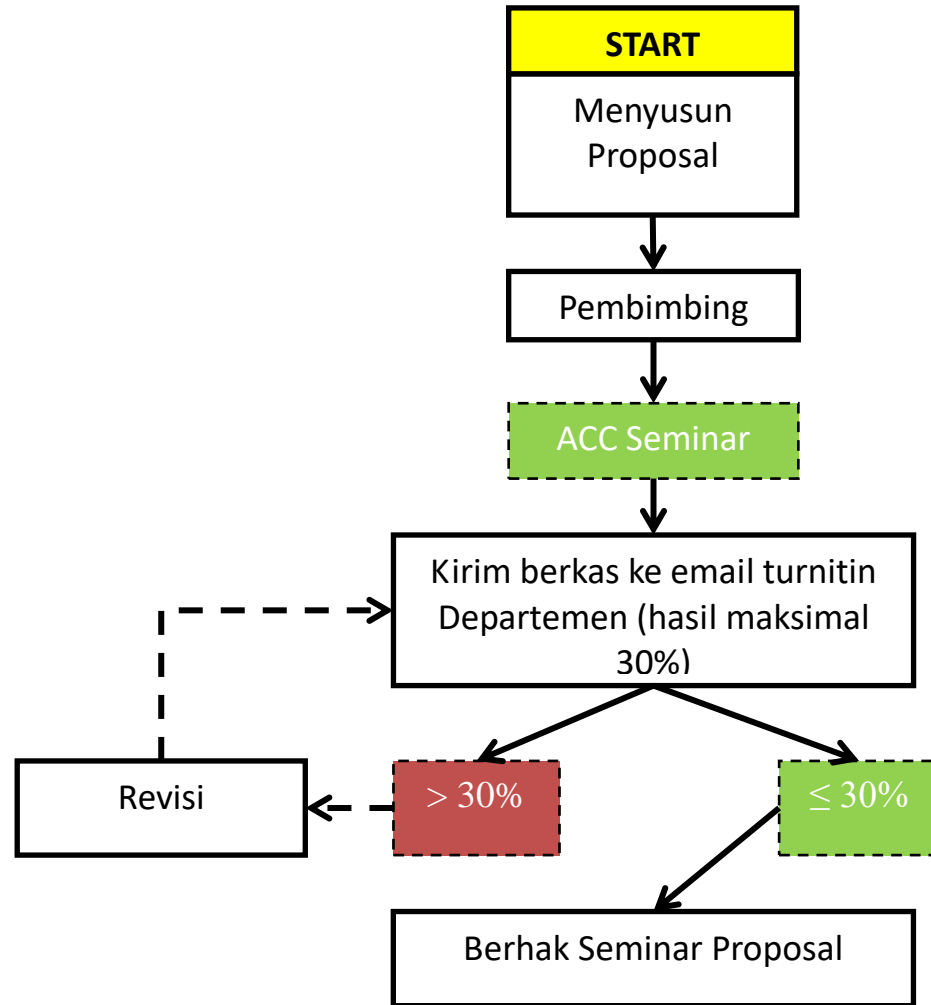 START
Menyusun
Proposal
Pembimbing
ACC Seminar
Kirim berkas ke email turnitin
Departemen (hasil maksimal
30%)
Revisi
> 30%
≤ 30%
Berhak Seminar Proposal